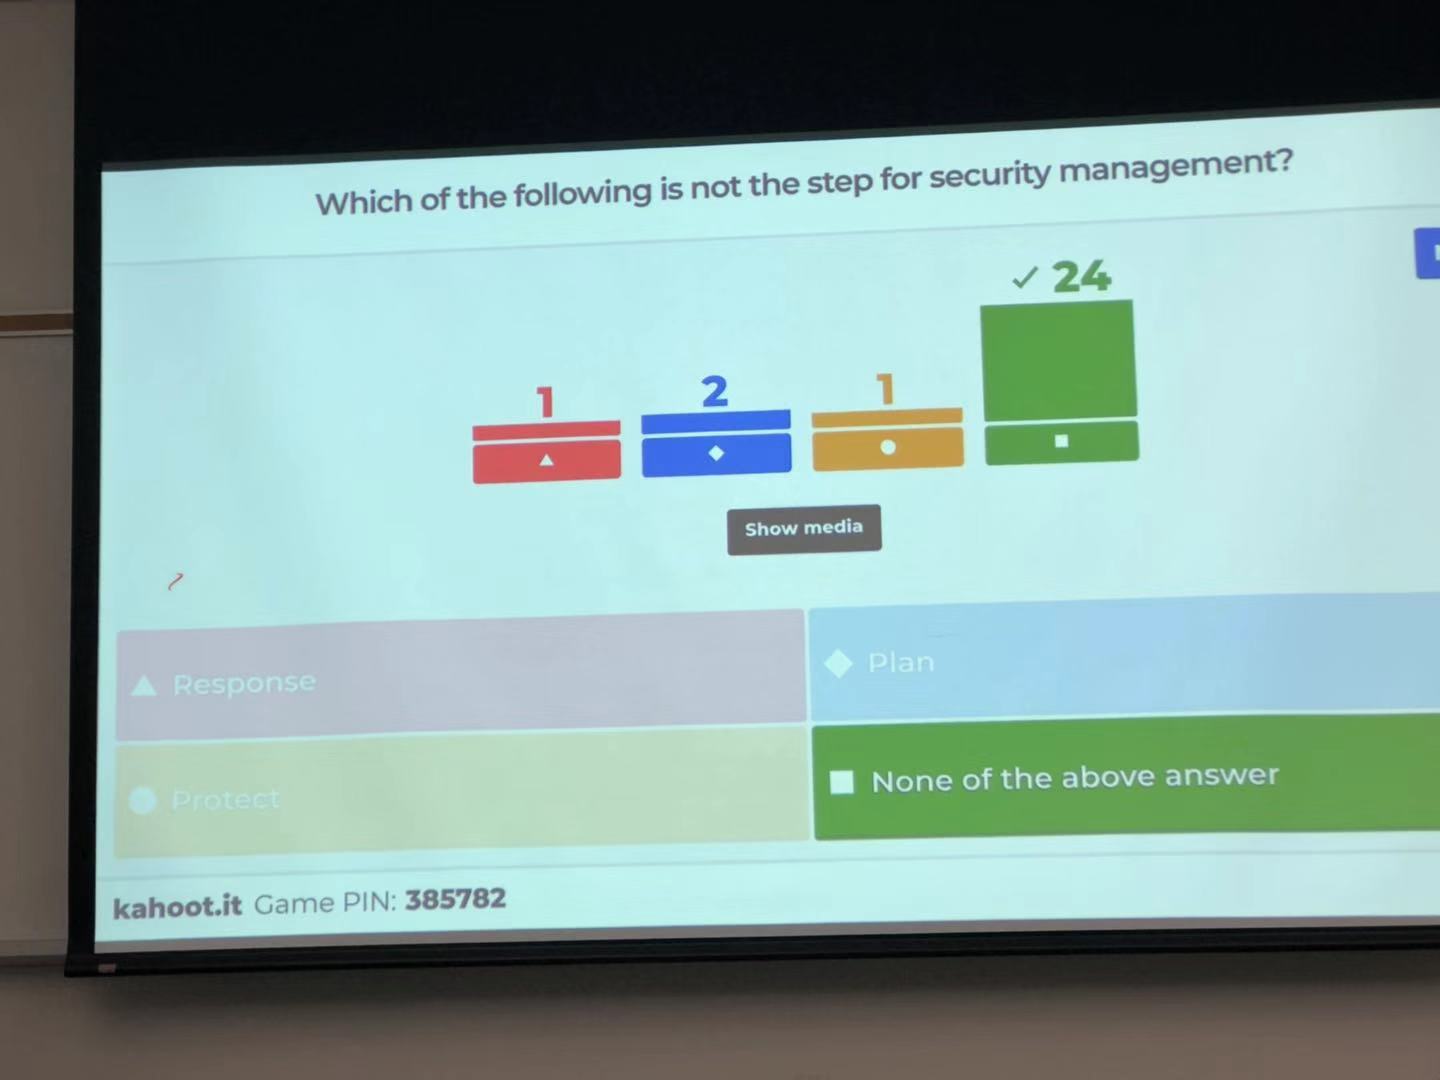 Which of the following is not the step for security management?
24
1
2
1
Show media
Response
Plan
Protect
None of the above answer
kahoot.it Game PIN: 385782